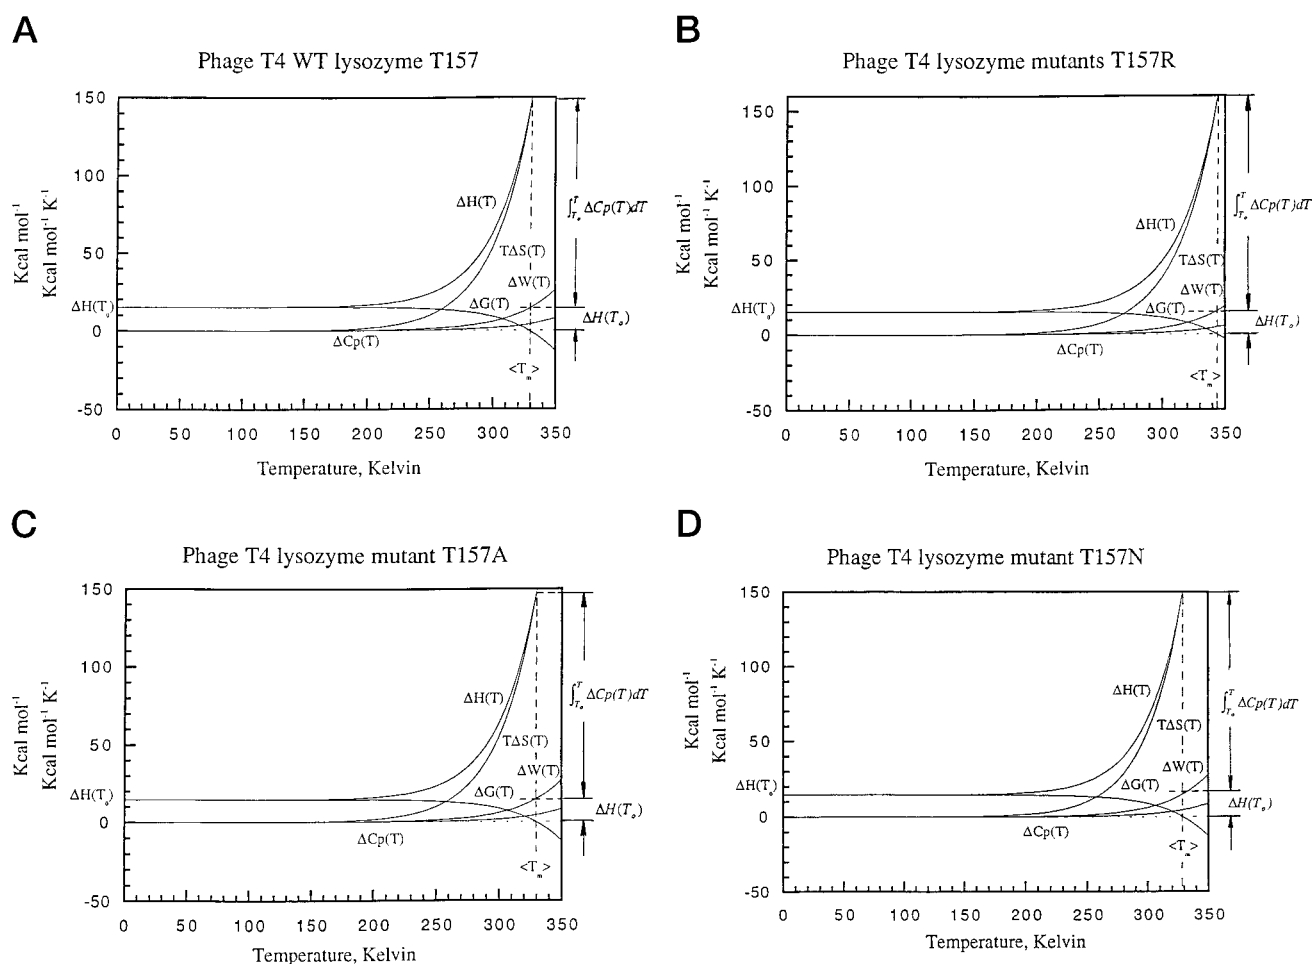 A
Phage T4 WT lysozyme T157
Kcal mol⁻¹
Kcal mol⁻¹ K⁻¹
150
100
50
0
-50
ΔH(T₀)
ΔH(T)
TΔS(T)
ΔW(T)
ΔG(T)
ΔCp(T)
<Tₘ>
∫ᵀ_T₀ ΔCp(T)dT
ΔH(Tₒ)
0 50 100 150 200 250 300 350
Temperature, Kelvin
B
Phage T4 lysozyme mutants T157R
Kcal mol⁻¹
Kcal mol⁻¹ K⁻¹
150
100
50
0
-50
ΔH(T₀)
ΔH(T)
TΔS(T)
ΔW(T)
ΔG(T)
ΔCp(T)
<Tₘ>
∫ᵀ_T₀ ΔCp(T)dT
ΔH(Tₒ)
0 50 100 150 200 250 300 350
Temperature, Kelvin
C
Phage T4 lysozyme mutant T157A
Kcal mol⁻¹
Kcal mol⁻¹ K⁻¹
150
100
50
0
-50
ΔH(T₀)
ΔH(T)
TΔS(T)
ΔW(T)
ΔG(T)
ΔCp(T)
<Tₘ>
∫ᵀ_T₀ ΔCp(T)dT
ΔH(Tₒ)
0 50 100 150 200 250 300 350
Temperature, Kelvin
D
Phage T4 lysozyme mutant T157N
Kcal mol⁻¹
Kcal mol⁻¹ K⁻¹
150
100
50
0
-50
ΔH(T₀)
ΔH(T)
TΔS(T)
ΔW(T)
ΔG(T)
ΔCp(T)
<Tₘ>
∫ᵀ_T₀ ΔCp(T)dT
ΔH(Tₒ)
0 50 100 150 200 250 300 350
Temperature, Kelvin